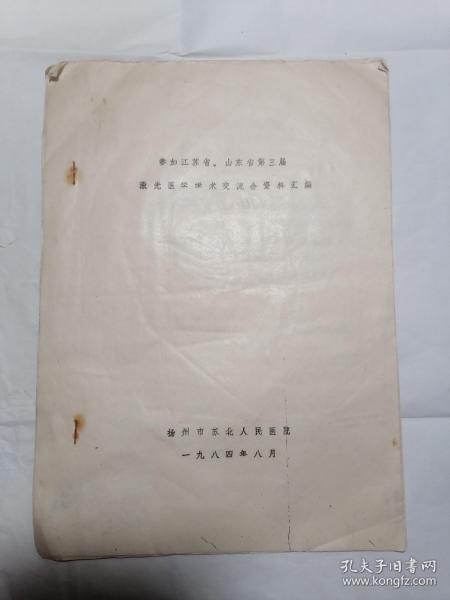 参加江苏省、山东省第三届
激光医学学术交流会资料汇编
扬州市苏北人民医院
一九八四年八月
孔夫子旧书网
www.kongfz.com